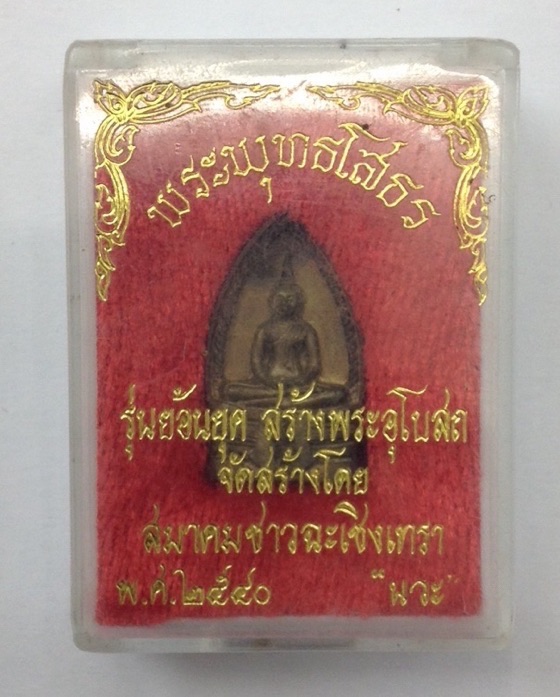 พระพุทธโสธร
รุ่นย้อนยุค สร้างพระอุโบสถ
จัดสร้างโดย
สมาคมชาวฉะเชิงเทรา
พ.ศ.๒๕๔๐ "นวะ"